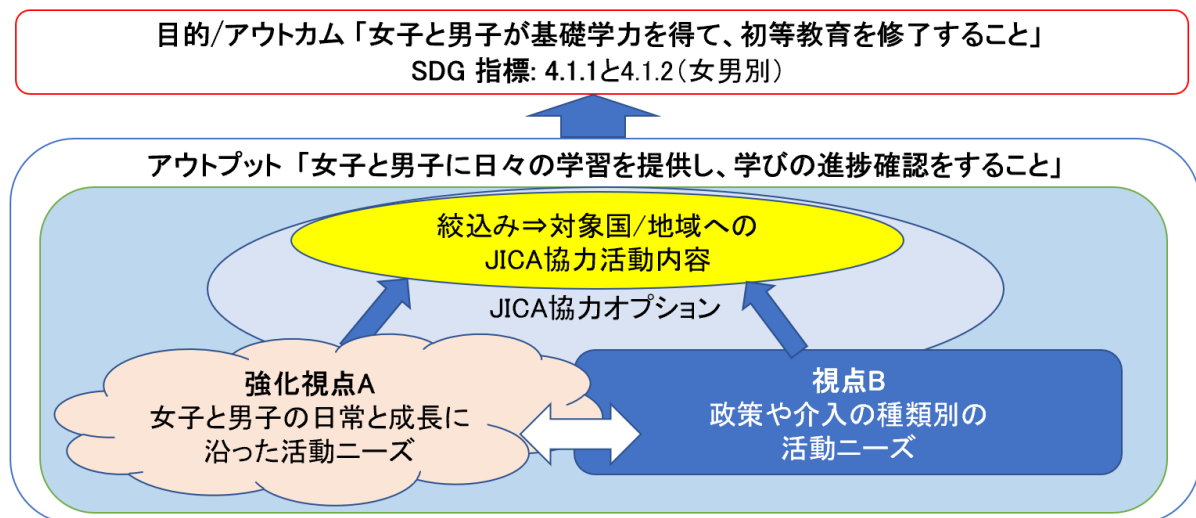 目的/アウトカム 「女子と男子が基礎学力を得て、初等教育を修了すること」
SDG 指標: 4.1.1と4.1.2（女男別）
アウトプット 「女子と男子に日々の学習を提供し、学びの進捗確認をすること」
絞込み⇒対象国/地域への
JICA協力活動内容
JICA協力オプション
強化視点A
女子と男子の日常と成長に
沿った活動ニーズ
視点B
政策や介入の種類別の
活動ニーズ